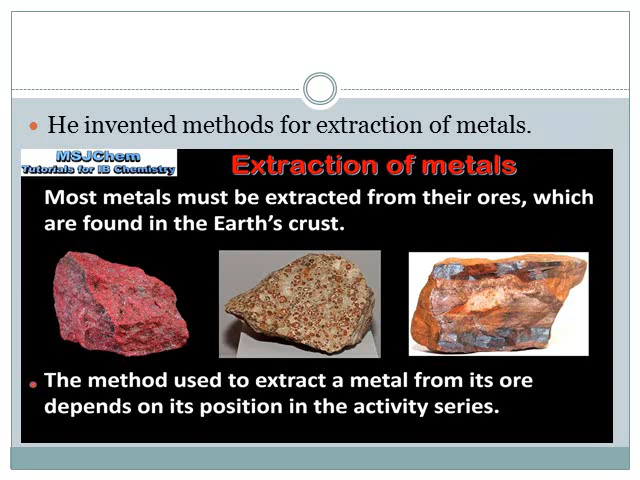 He invented methods for extraction of metals.
MSJChem
Tutorials for IB Chemistry
Extraction of metals
Most metals must be extracted from their ores, which
are found in the Earth’s crust.
The method used to extract a metal from its ore
depends on its position in the activity series.